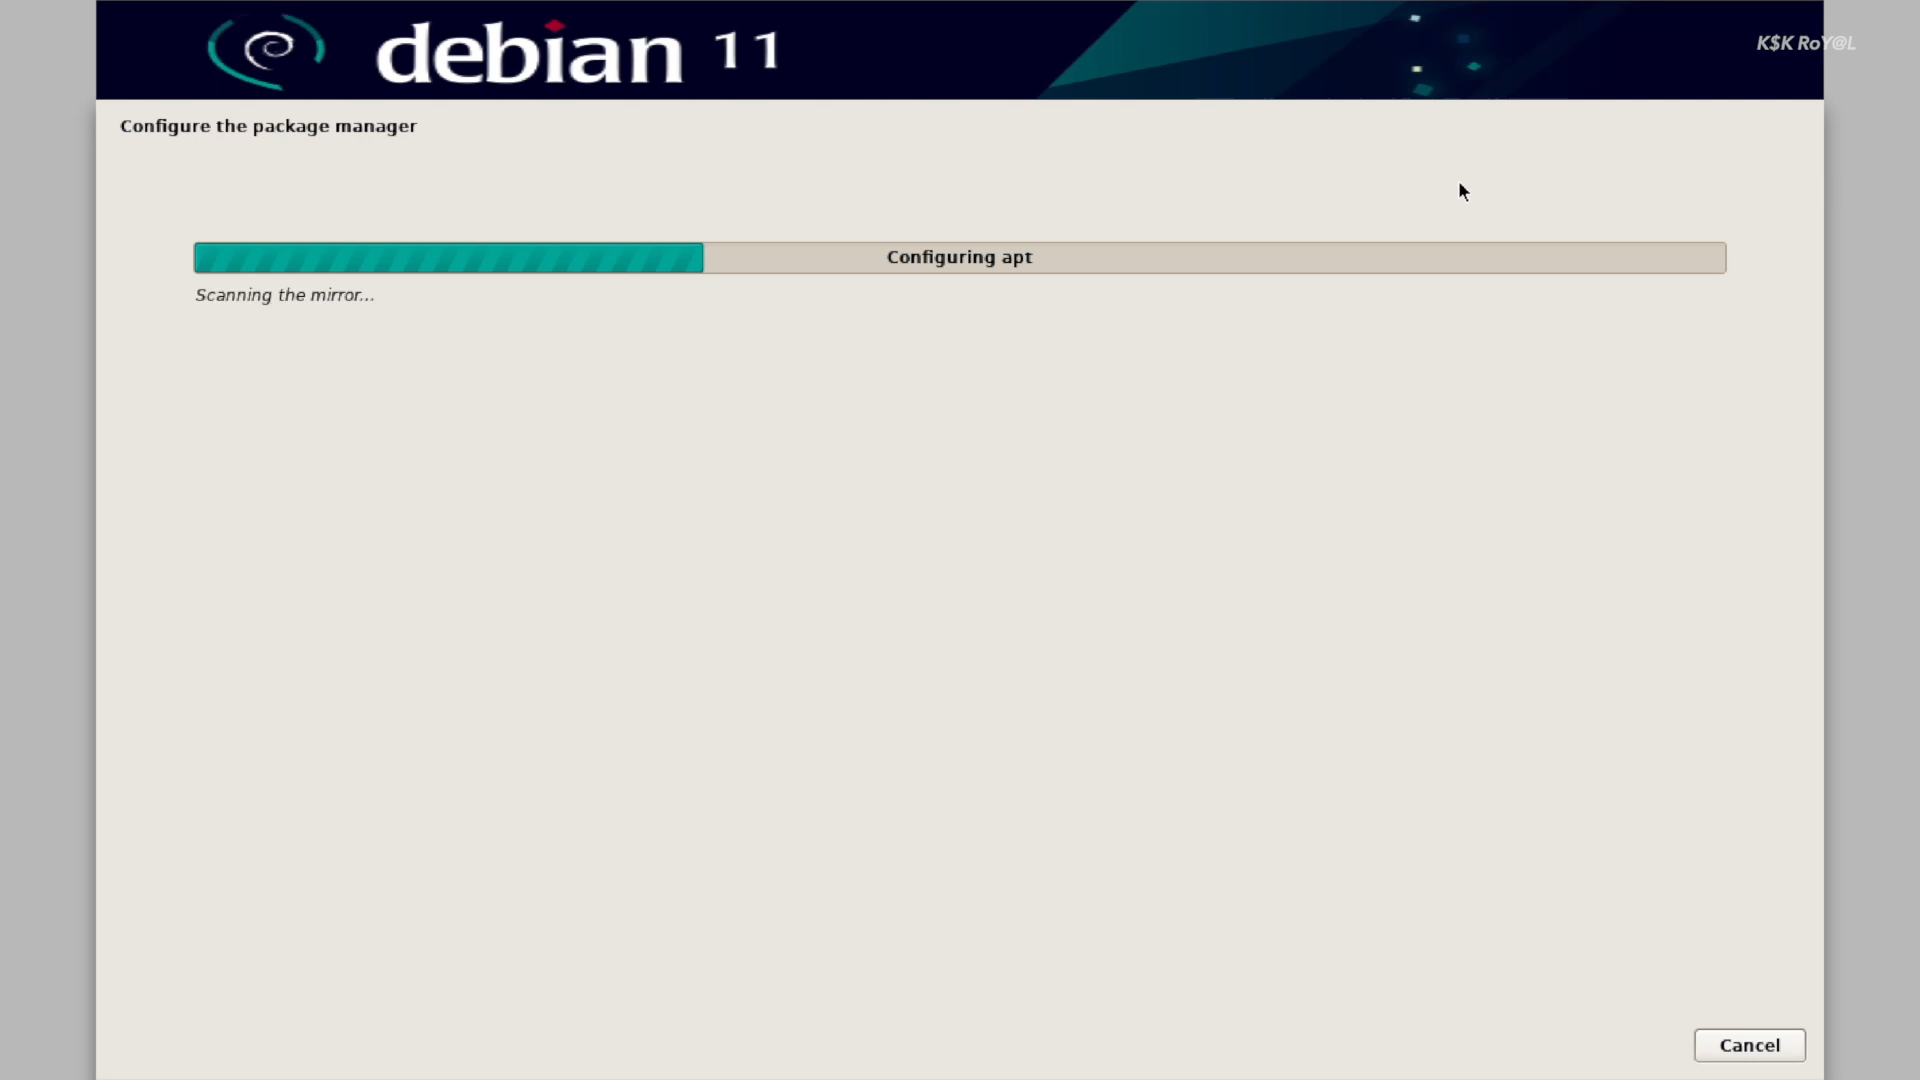 debian 11
K$K RoY@L
Configure the package manager
Configuring apt
Scanning the mirror...
Cancel